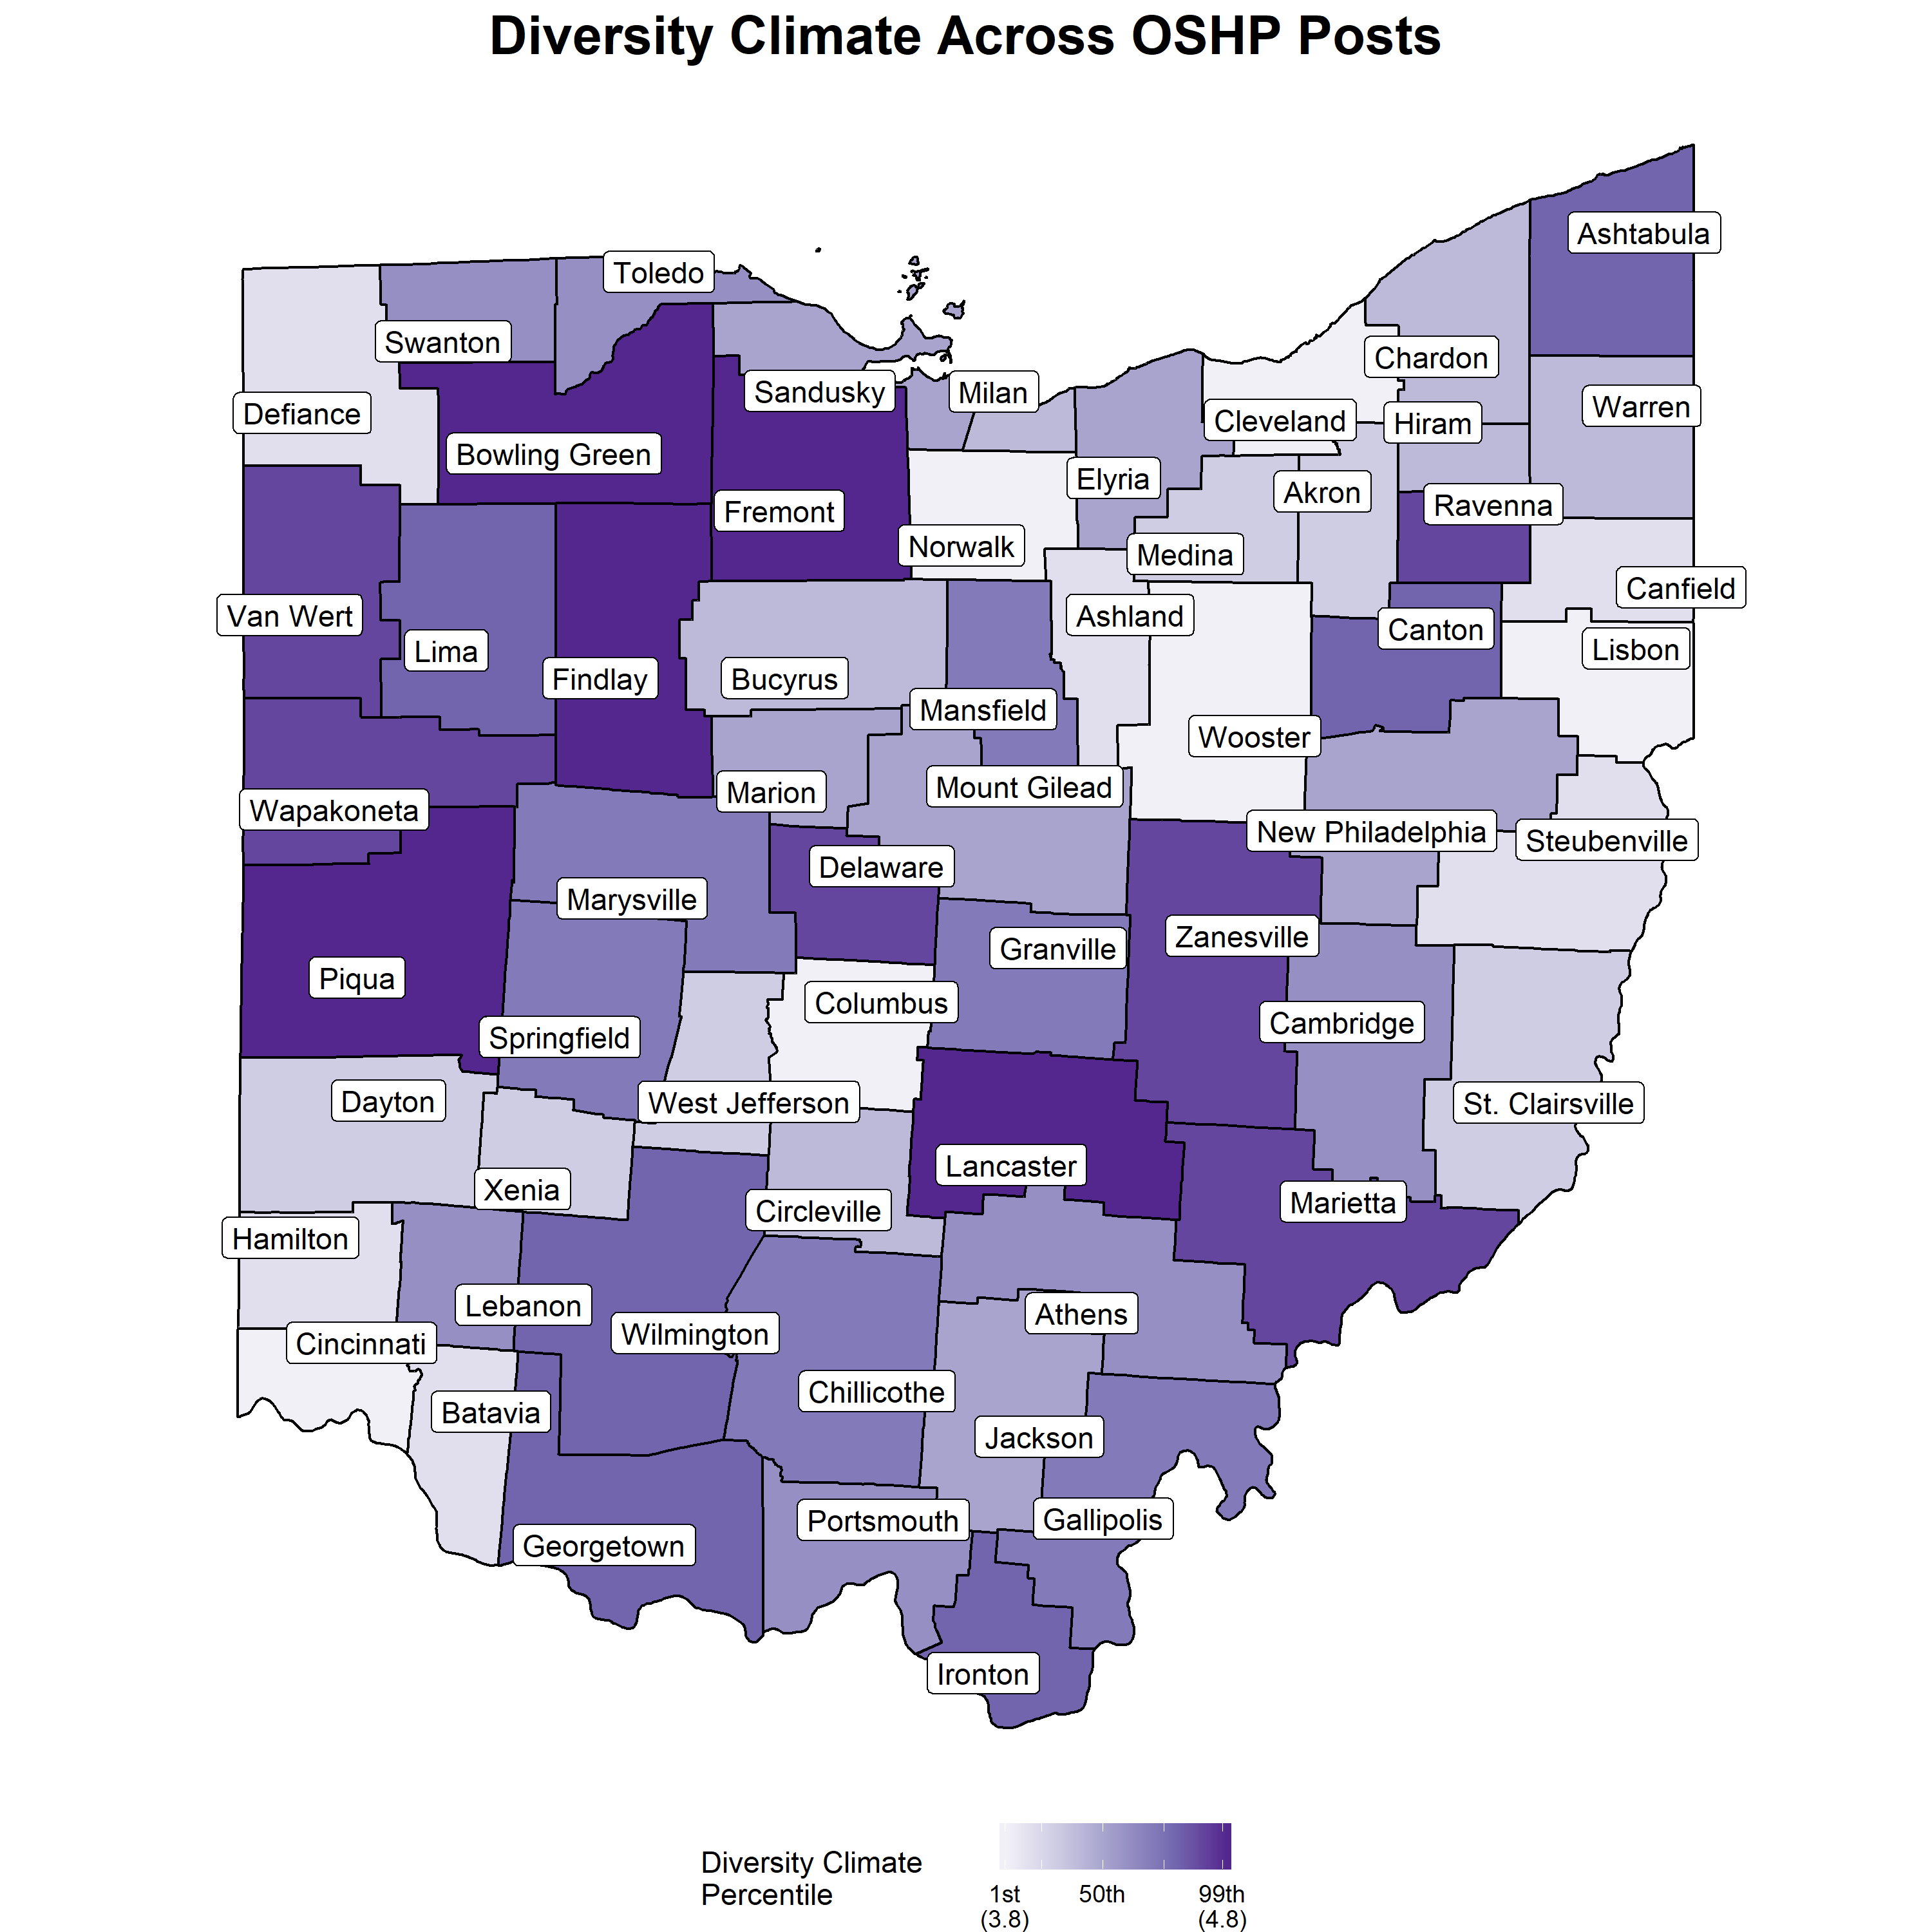 Diversity Climate Across OSHP Posts
Ashtabula
Toledo
Swanton
Chardon
Sandusky
Milan
Warren
Defiance
Cleveland
Hiram
Bowling Green
Elyria
Akron
Ravenna
Fremont
Norwalk
Medina
Canfield
Van Wert
Ashland
Canton
Lima
Lisbon
Findlay
Bucyrus
Mansfield
Wooster
Mount Gilead
Marion
Wapakoneta
New Philadelphia
Steubenville
Delaware
Marysville
Zanesville
Granville
Piqua
Columbus
Cambridge
Springfield
Dayton
West Jefferson
St. Clairsville
Lancaster
Xenia
Marietta
Circleville
Hamilton
Lebanon
Athens
Wilmington
Cincinnati
Chillicothe
Batavia
Jackson
Gallipolis
Portsmouth
Georgetown
Ironton
Diversity Climate
Percentile
1st 50th 99th
(3.8) (4.8)